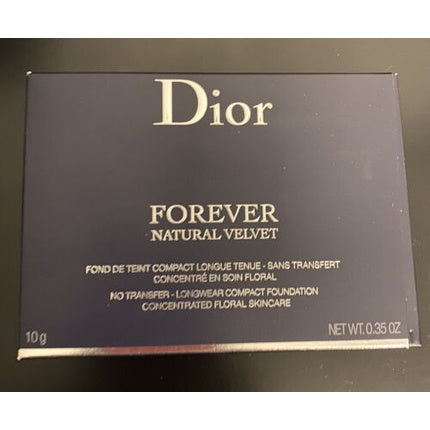 Dior
FOREVER
NATURAL VELVET
FOND DE TEINT COMPACT LONGUE TENUE - SANS TRANSFERT
CONCENTRÉ EN SOIN FLORAL
NO TRANSFER - LONGWEAR COMPACT FOUNDATION
CONCENTRATED FLORAL SKINCARE
10g NET WT. 0.35 OZ